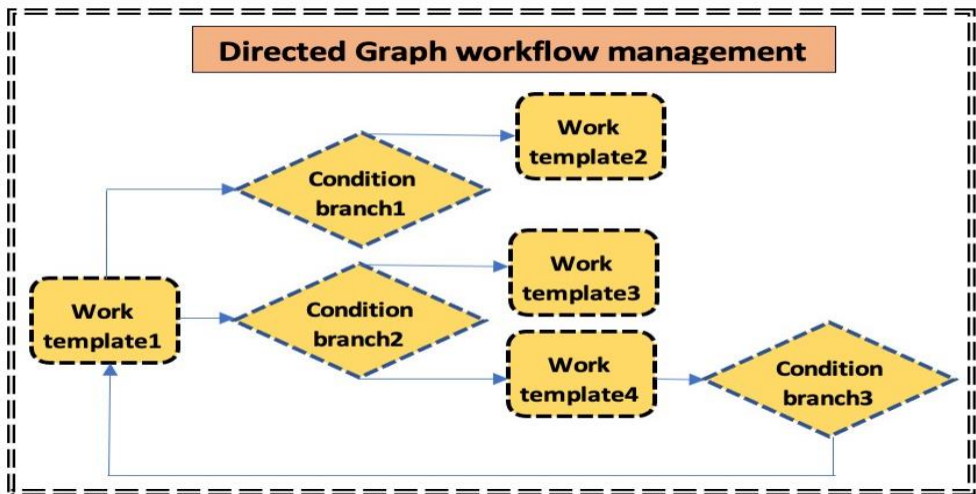 Directed Graph workflow management
Work
template2
Condition
branch1
Work
template3
Work
template1
Condition
branch2
Work
template4
Condition
branch3